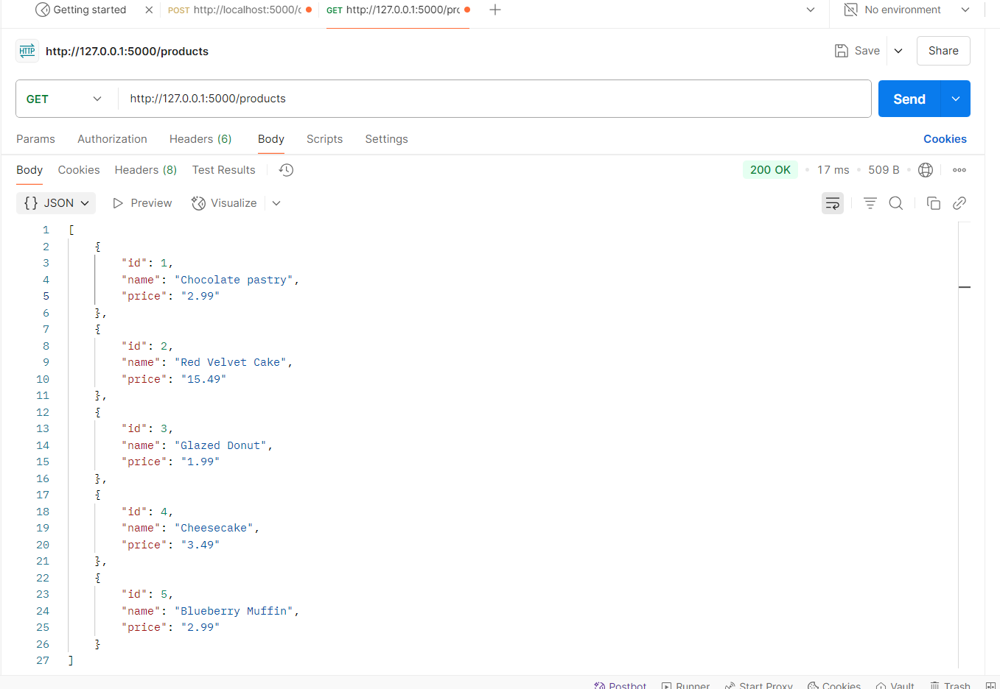 Getting started POST http://localhost:5000/c GET http://127.0.0.1:5000/pro No environment
HTTP http://127.0.0.1:5000/products Save Share
GET http://127.0.0.1:5000/products Send
Params Authorization Headers (6) Body Scripts Settings Cookies
Body Cookies Headers (8) Test Results 200 OK 17 ms 509 B
{} JSON Preview Visualize
1 [
2 {
3 "id": 1,
4 "name": "Chocolate pastry",
5 "price": "2.99"
6 },
7 {
8 "id": 2,
9 "name": "Red Velvet Cake",
10 "price": "15.49"
11 },
12 {
13 "id": 3,
14 "name": "Glazed Donut",
15 "price": "1.99"
16 },
17 {
18 "id": 4,
19 "name": "Cheesecake",
20 "price": "3.49"
21 },
22 {
23 "id": 5,
24 "name": "Blueberry Muffin",
25 "price": "2.99"
26 }
27 ]
Postbot Runner Start Proxy Cookies Vault Trash